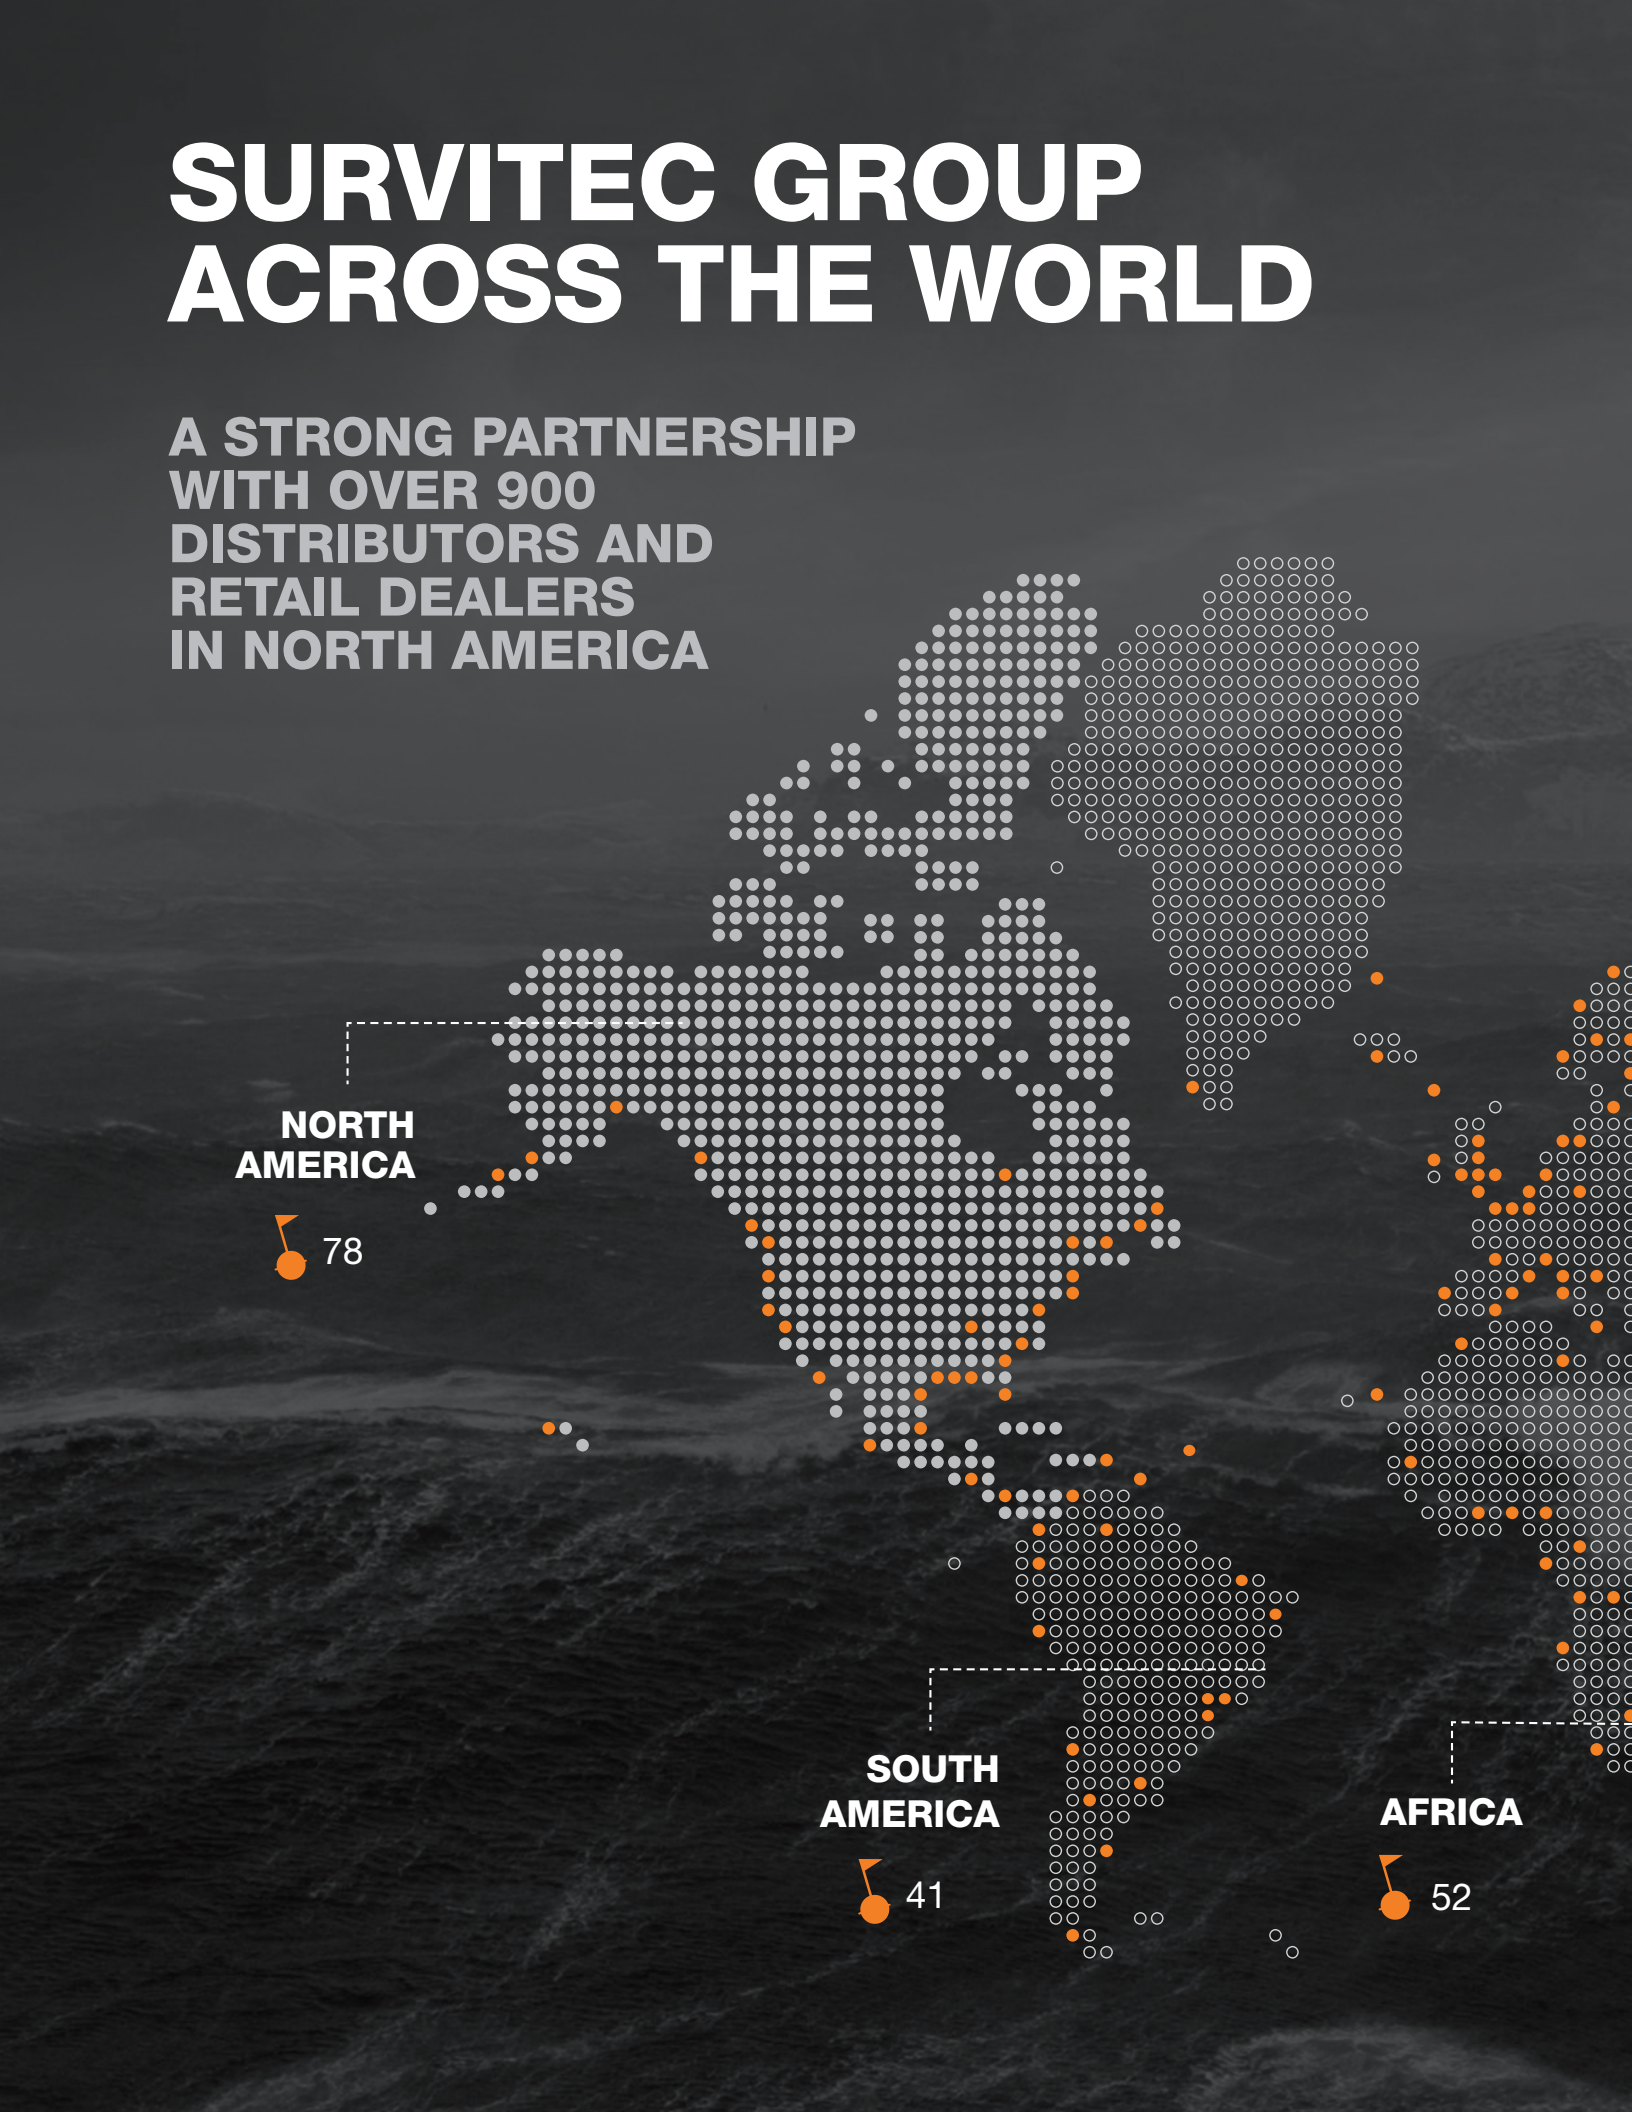 SURVITEC GROUP
ACROSS THE WORLD
A STRONG PARTNERSHIP
WITH OVER 900
DISTRIBUTORS AND
RETAIL DEALERS
IN NORTH AMERICA
NORTH
AMERICA
78
SOUTH
AMERICA
41
AFRICA
52